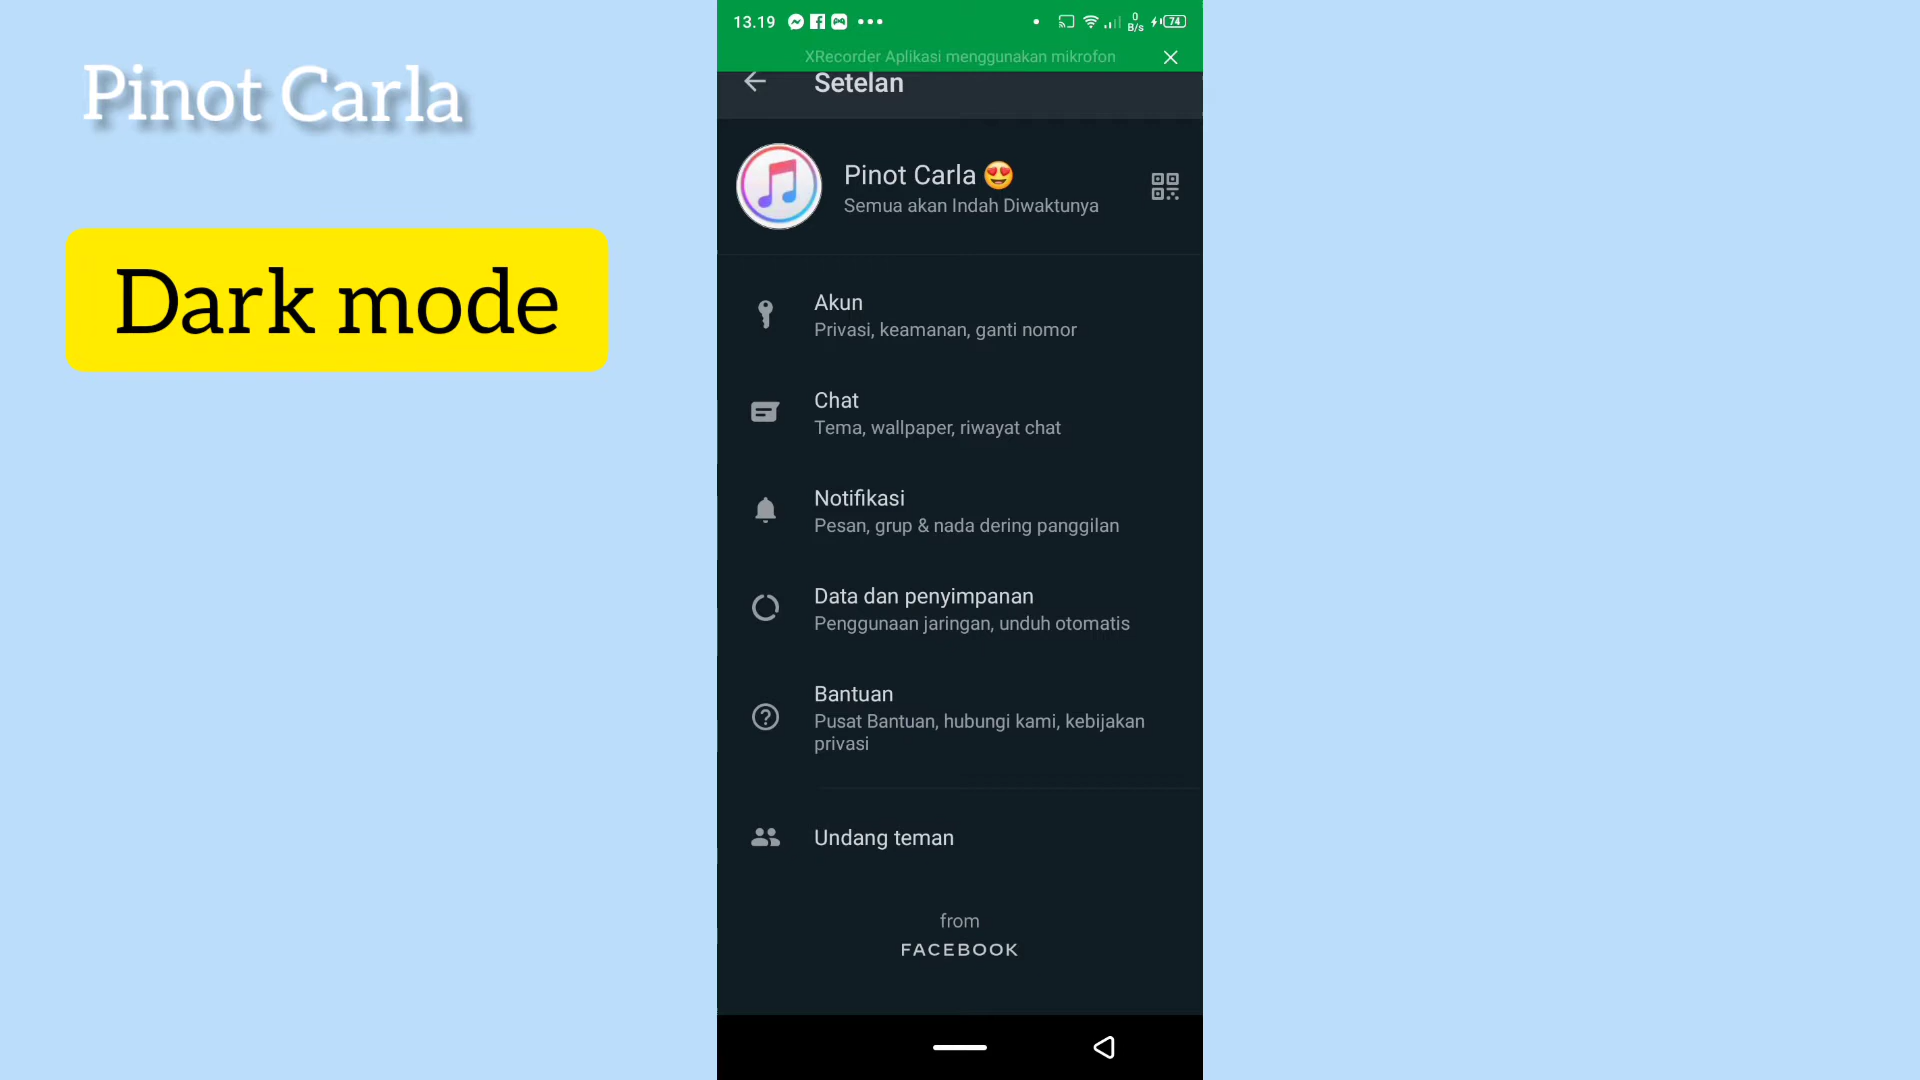 Pinot Carla
Dark mode
13.19
0
B/s
74
XRecorder Aplikasi menggunakan mikrofon
Setelan
Pinot Carla 😍
Semua akan Indah Diwaktunya
Akun
Privasi, keamanan, ganti nomor
Chat
Tema, wallpaper, riwayat chat
Notifikasi
Pesan, grup & nada dering panggilan
Data dan penyimpanan
Penggunaan jaringan, unduh otomatis
Bantuan
Pusat Bantuan, hubungi kami, kebijakan
privasi
Undang teman
from
FACEBOOK